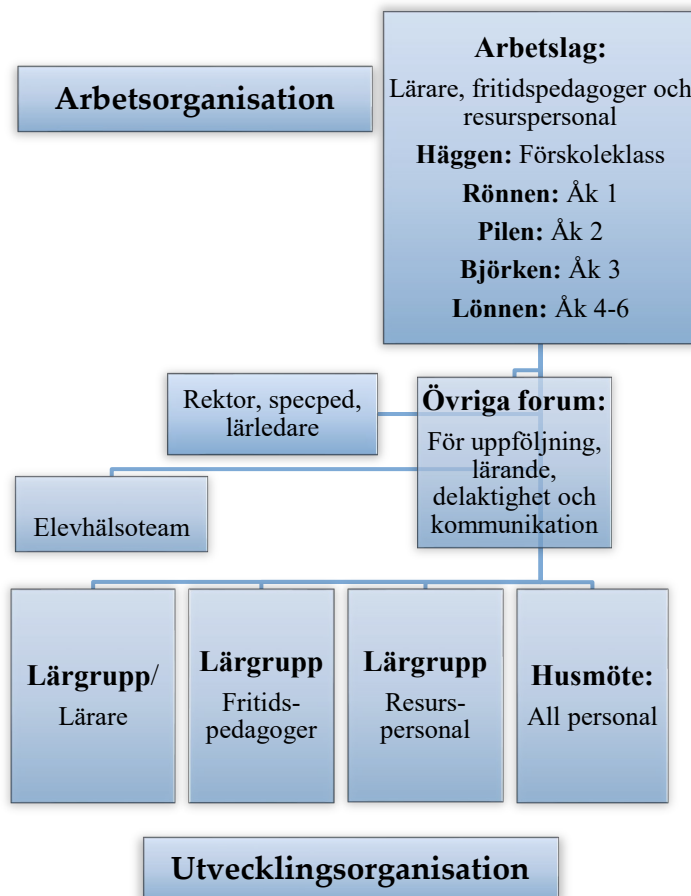 Arbetsorganisation
Arbetslag:
Lärare, fritidspedagoger och
resurspersonal
Häggen: Förskoleklass
Rönnen: Åk 1
Pilen: Åk 2
Björken: Åk 3
Lönnen: Åk 4-6
Rektor, specped,
lärledare
Övriga forum:
För uppföljning,
lärande,
delaktighet och
kommunikation
Elevhälsoteam
Lärgrupp/
Lärare
Lärgrupp
Fritids-
pedagoger
Lärgrupp
Resurs-
personal
Husmöte:
All personal
Utvecklingsorganisation